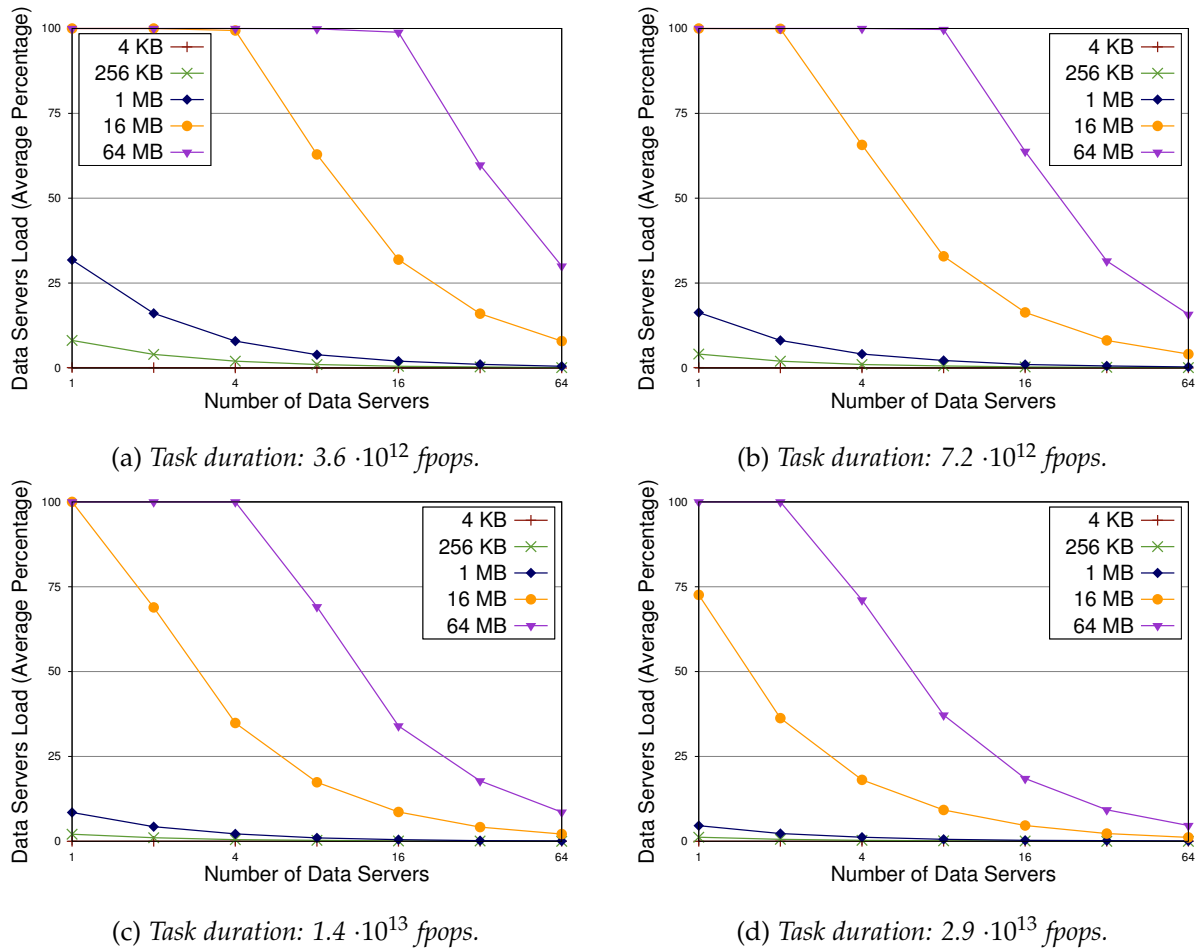 Data Servers Load (Average Percentage)
100
75
50
25
0
4 KB
256 KB
1 MB
16 MB
64 MB
1
4
16
64
Number of Data Servers
(a) Task duration: 3.6 ·10¹² fpops.
Data Servers Load (Average Percentage)
100
75
50
25
0
4 KB
256 KB
1 MB
16 MB
64 MB
1
4
16
64
Number of Data Servers
(b) Task duration: 7.2 ·10¹² fpops.
Data Servers Load (Average Percentage)
100
75
50
25
0
4 KB
256 KB
1 MB
16 MB
64 MB
1
4
16
64
Number of Data Servers
(c) Task duration: 1.4 ·10¹³ fpops.
Data Servers Load (Average Percentage)
100
75
50
25
0
4 KB
256 KB
1 MB
16 MB
64 MB
1
4
16
64
Number of Data Servers
(d) Task duration: 2.9 ·10¹³ fpops.